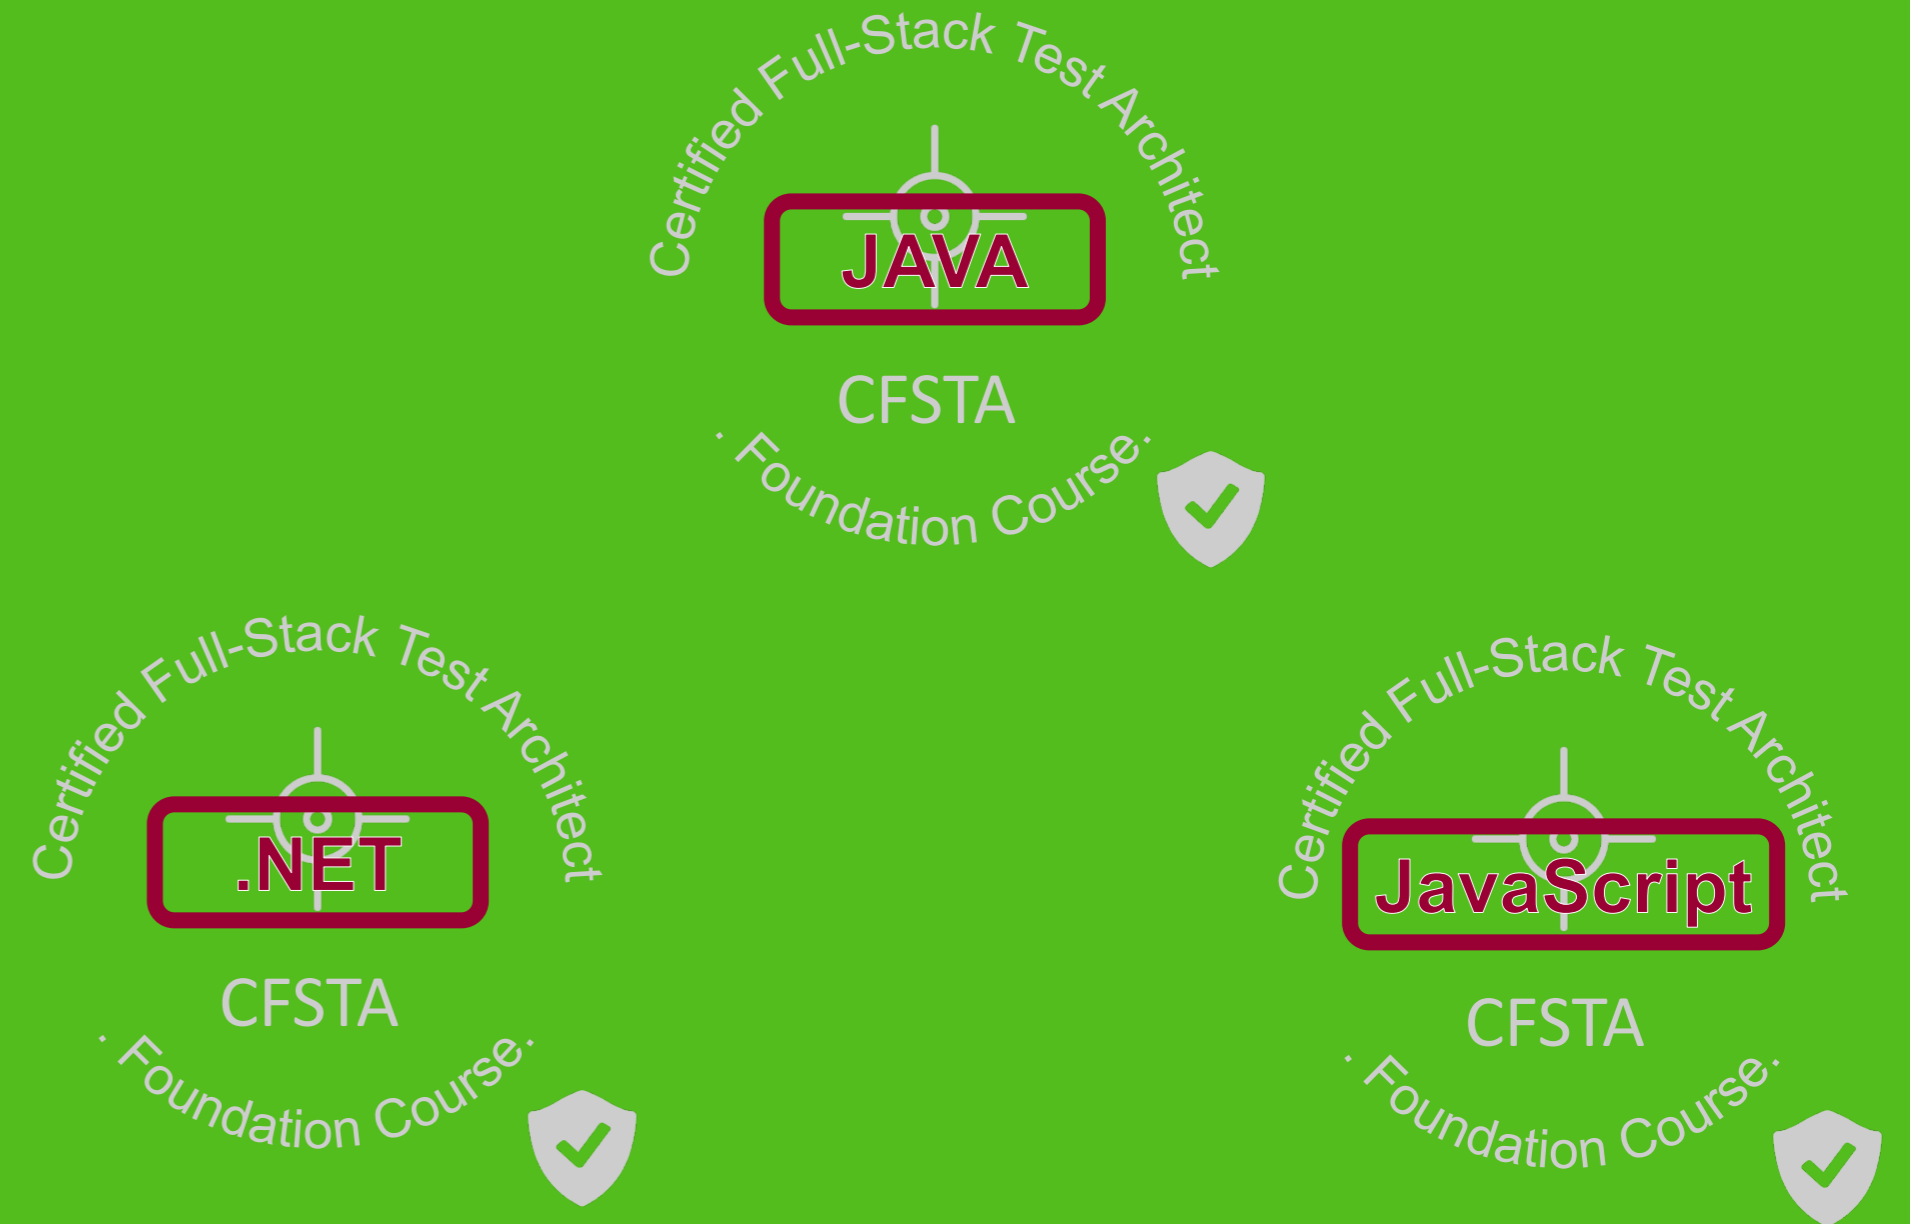 Certified Full-Stack Test Architect
JAVA
CFSTA
. Foundation Course.
Certified Full-Stack Test Architect
.NET
CFSTA
. Foundation Course.
Certified Full-Stack Test Architect
JavaScript
CFSTA
. Foundation Course.